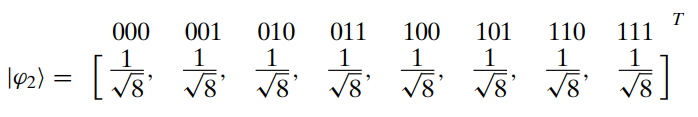 000 001 010 011 100 101 110 111 T
|φ₂⟩ = [ 1/√8, 1/√8, 1/√8, 1/√8, 1/√8, 1/√8, 1/√8, 1/√8 ]